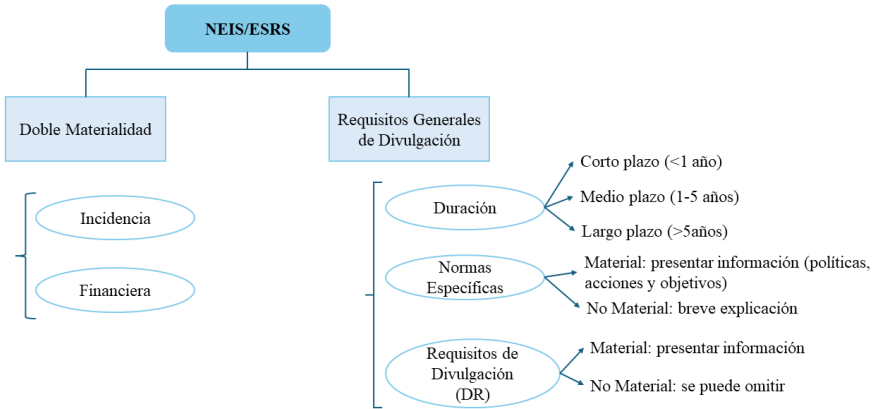 NEIS/ESRS
Doble Materialidad
Requisitos Generales
de Divulgación
Incidencia
Financiera
Duración
Corto plazo (<1 año)
Medio plazo (1-5 años)
Largo plazo (>5años)
Normas
Específicas
Material: presentar información (políticas,
acciones y objetivos)
No Material: breve explicación
Requisitos de
Divulgación
(DR)
Material: presentar información
No Material: se puede omitir